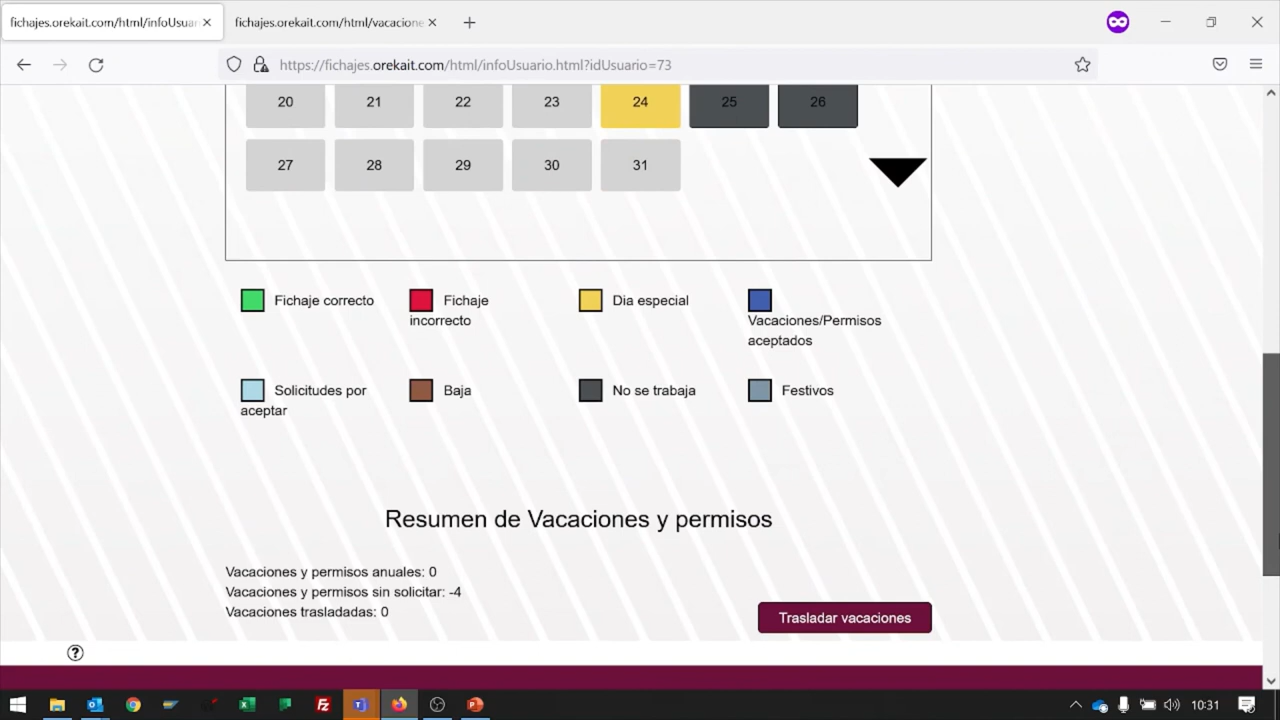 fichajes.orekait.com/html/infoUsuar
fichajes.orekait.com/html/vacacione
https://fichajes.orekait.com/html/infoUsuario.html?idUsuario=73
20 21 22 23 24 25 26
27 28 29 30 31
Fichaje correcto
Fichaje
incorrecto
Dia especial
Vacaciones/Permisos
aceptados
Solicitudes por
aceptar
Baja
No se trabaja
Festivos
Resumen de Vacaciones y permisos
Vacaciones y permisos anuales: 0
Vacaciones y permisos sin solicitar: -4
Vacaciones trasladadas: 0
Trasladar vacaciones
10:31